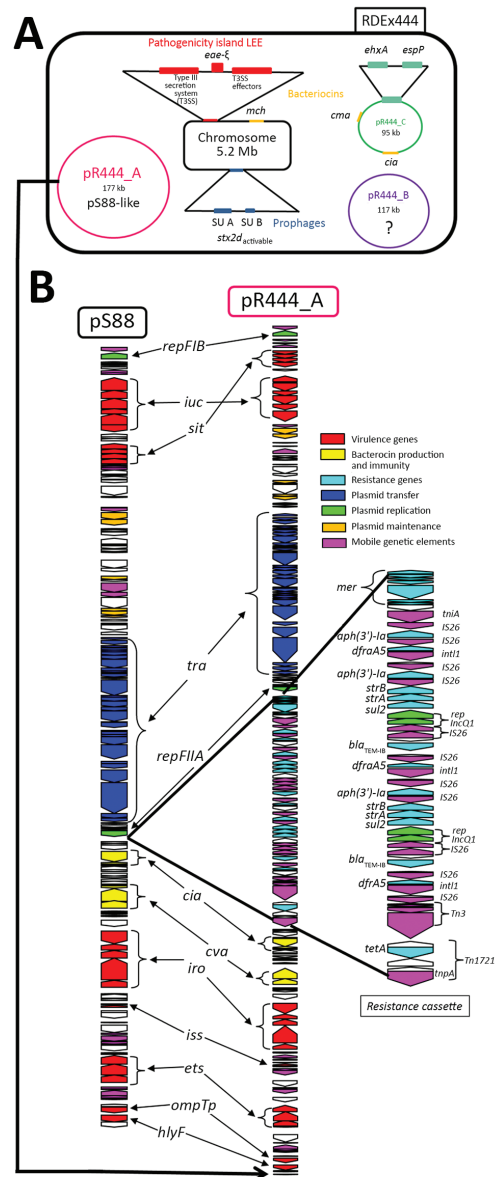 A
RDEx444
Pathogenicity island LEE
eae-ξ
Type III
secretion
system
(T3SS)
T3SS
effectors
Bacteriocins
mch
Chromosome
5.2 Mb
ehxA
espP
cma
pR444_C
95 kb
cia
pR444_A
177 kb
pS88-like
pR444_B
117 kb
?
SU A
SU B
Prophages
stx2d activable
B
pS88
pR444_A
repFIB
iuc
sit
tra
repFIIA
cia
cva
iro
iss
ets
ompTp
hlyF
Virulence genes
Bacterocin production
and immunity
Resistance genes
Plasmid transfer
Plasmid replication
Plasmid maintenance
Mobile genetic elements
mer
tniA
IS26
aph(3')-Ia
IS26
dfraA5
intI1
IS26
aph(3')-Ia
IS26
strB
strA
sul2
rep
IncQ1
IS26
bla TEM-IB
IS26
dfraA5
intI1
IS26
aph(3')-Ia
IS26
strB
strA
sul2
rep
IncQ1
IS26
bla TEM-IB
IS26
dfrA5
intI1
IS26
Tn3
tetA
Tn1721
tnpA
Resistance cassette